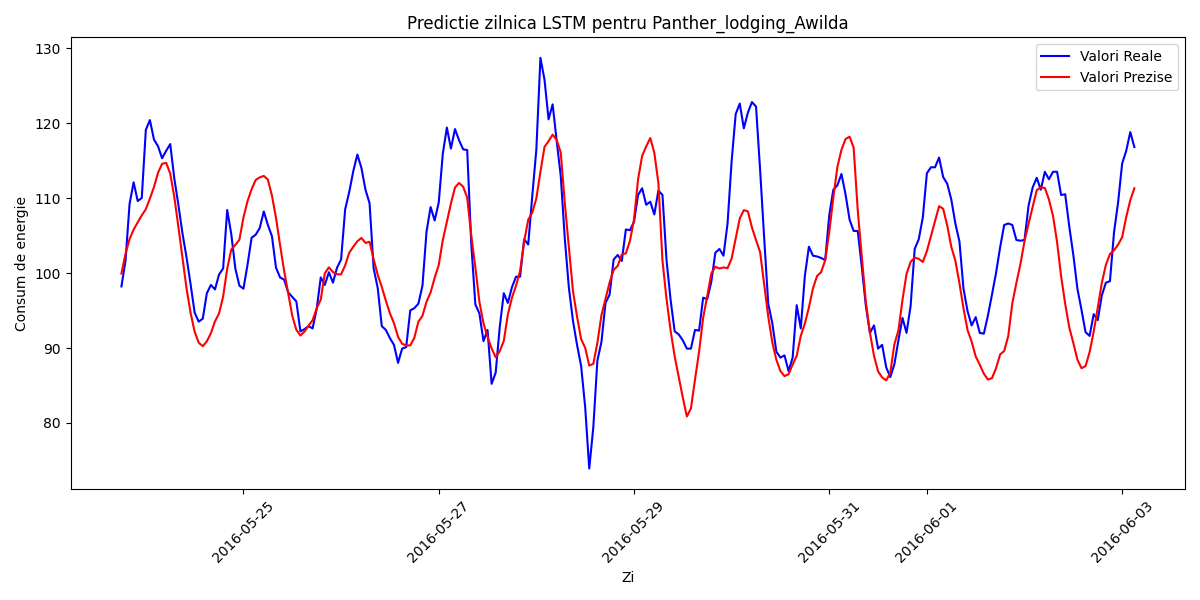 Predictie zilnica LSTM pentru Panther_lodging_Awilda
Valori Reale
Valori Prezise
Consum de energie
130
120
110
100
90
80
2016-05-25
2016-05-27
2016-05-29
2016-05-31
2016-06-01
2016-06-03
Zi